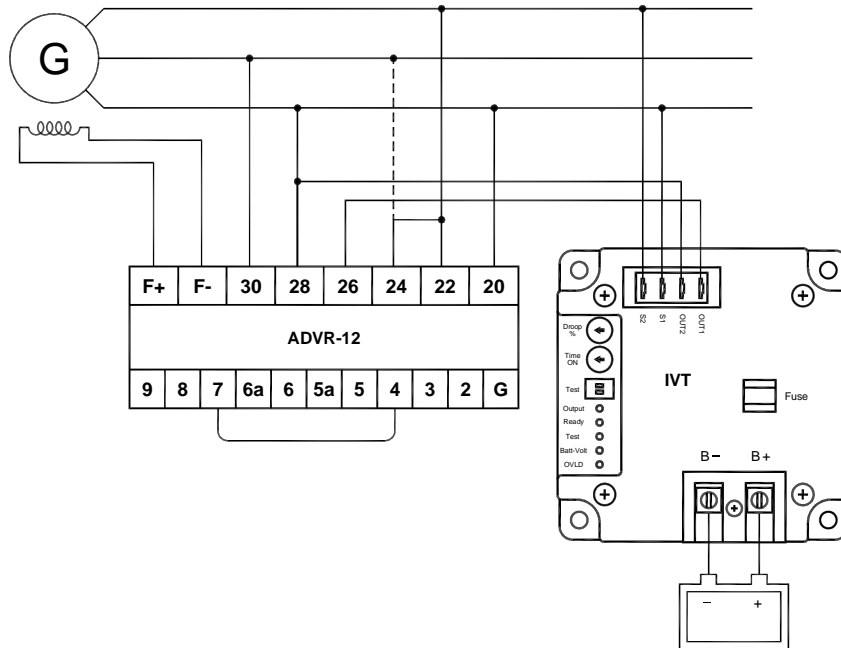 G
F+ F- 30 28 26 24 22 20
ADVR-12
9 8 7 6a 6 5a 5 4 3 2 G
S2 S1 OUT2 OUT1
Droop
%
Time
ON
Test
Output
Ready
Test
Batt-Volt
OVLD
IVT
Fuse
B− B+
− +